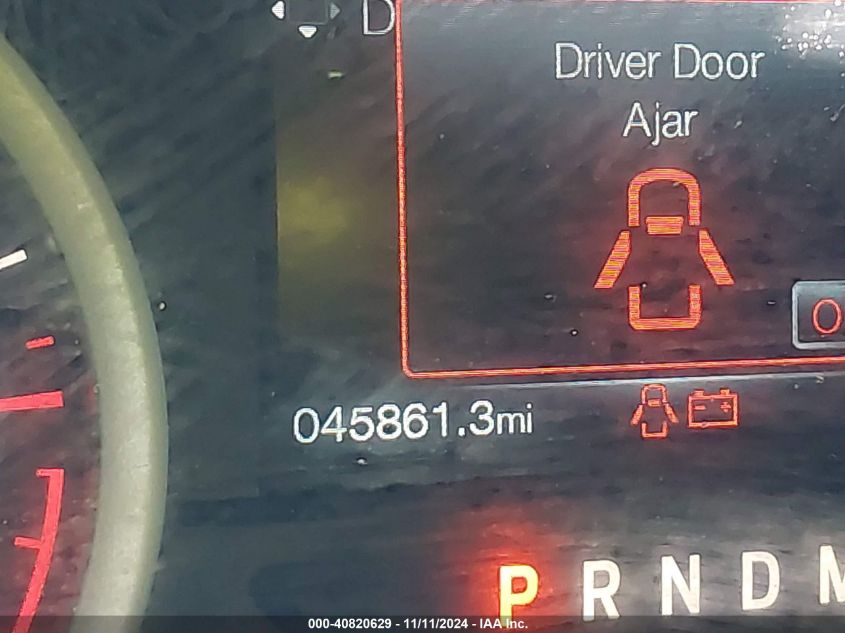 D
Driver Door
Ajar
O
045861.3mi
P R N D M
000-40820629 - 11/11/2024 - IAA Inc.